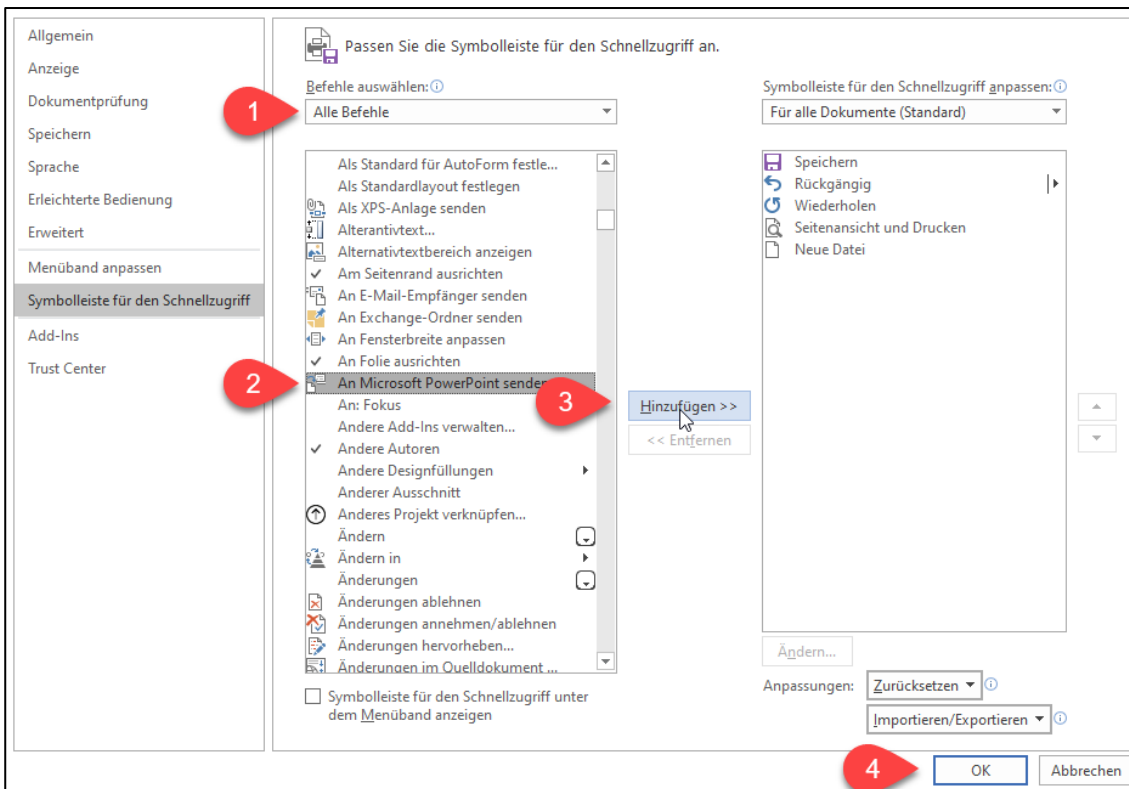 Allgemein
Anzeige
Dokumentprüfung
Speichern
Sprache
Erleichterte Bedienung
Erweitert
Menüband anpassen
Symbolleiste für den Schnellzugriff
Add-Ins
Trust Center
Passen Sie die Symbolleiste für den Schnellzugriff an.
Befehle auswählen:
1
Alle Befehle
Als Standard für AutoForm festle...
Als Standardlayout festlegen
Als XPS-Anlage senden
Alterantivtext...
Alternativtextbereich anzeigen
Am Seitenrand ausrichten
An E-Mail-Empfänger senden
An Exchange-Ordner senden
An Fensterbreite anpassen
An Folie ausrichten
2
An Microsoft PowerPoint senden
An: Fokus
Andere Add-Ins verwalten...
Andere Autoren
Andere Designfüllungen
Anderer Ausschnitt
Anderes Projekt verknüpfen...
Ändern
Ändern in
Änderungen
Änderungen ablehnen
Änderungen annehmen/ablehnen
Änderungen hervorheben...
Änderungen im Quelldokument ...
Symbolleiste für den Schnellzugriff unter
dem Menüband anzeigen
3
Hinzufügen >>
<< Entfernen
Symbolleiste für den Schnellzugriff anpassen:
Für alle Dokumente (Standard)
Speichern
Rückgängig
Wiederholen
Seitenansicht und Drucken
Neue Datei
Ändern...
Anpassungen:
Zurücksetzen
Importieren/Exportieren
4
OK
Abbrechen